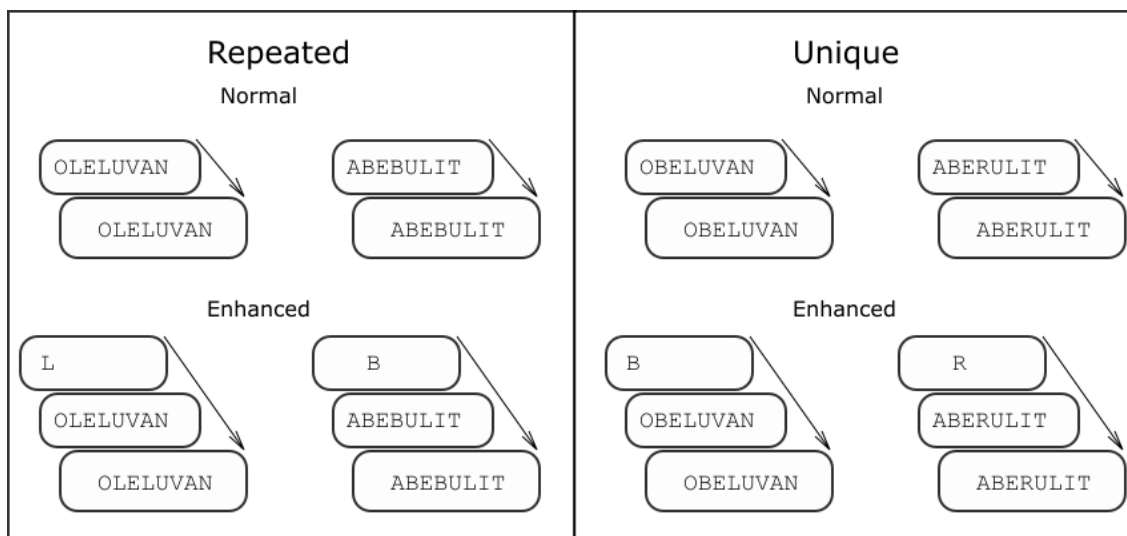 Repeated
Normal
OLELUVAN ABEBULIT
OLELUVAN ABEBULIT
Enhanced
L B
OLELUVAN ABEBULIT
OLELUVAN ABEBULIT
Unique
Normal
OBELUVAN ABERULIT
OBELUVAN ABERULIT
Enhanced
B R
OBELUVAN ABERULIT
OBELUVAN ABERULIT